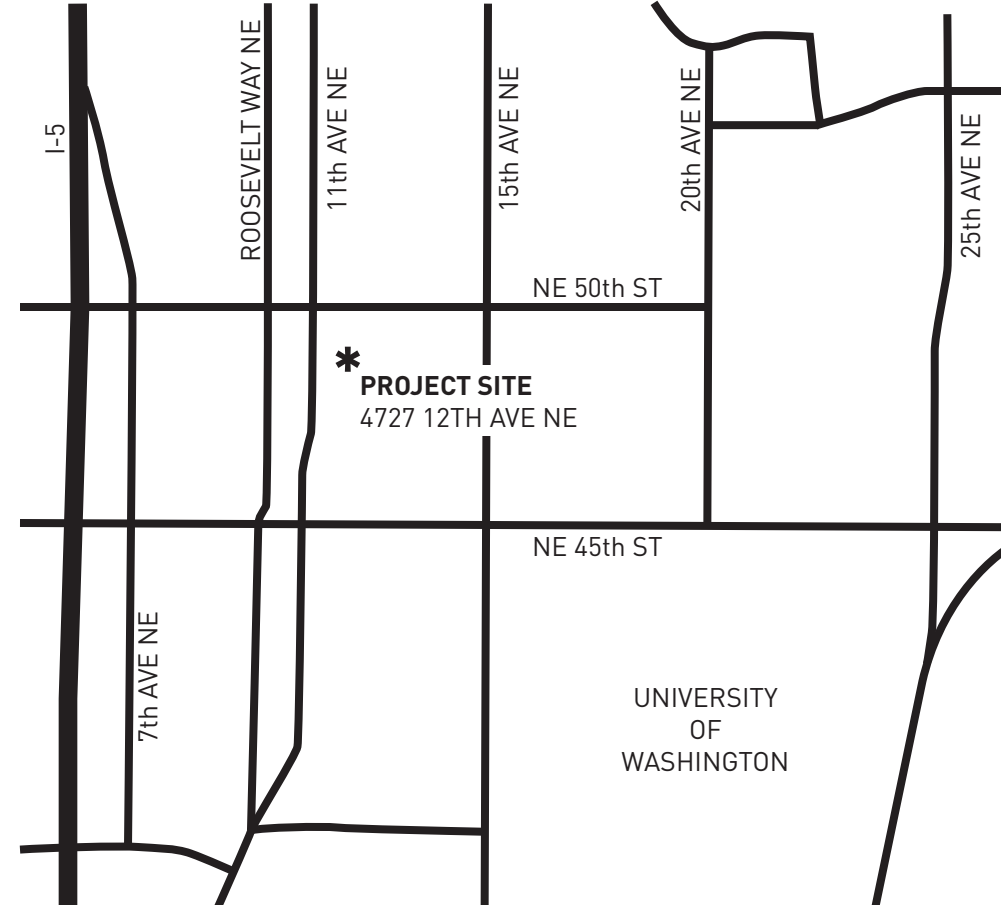 I-5
ROOSEVELT WAY NE
11th AVE NE
15th AVE NE
20th AVE NE
25th AVE NE
NE 50th ST
*
PROJECT SITE
4727 12TH AVE NE
NE 45th ST
7th AVE NE
UNIVERSITY
OF
WASHINGTON